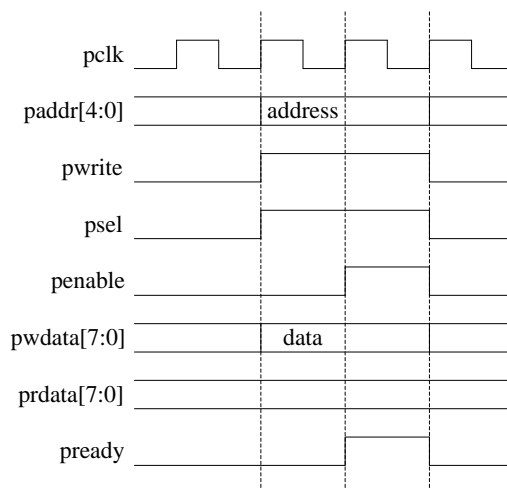 pclk
paddr[4:0] address
pwrite
psel
penable
pwdata[7:0] data
prdata[7:0]
pready